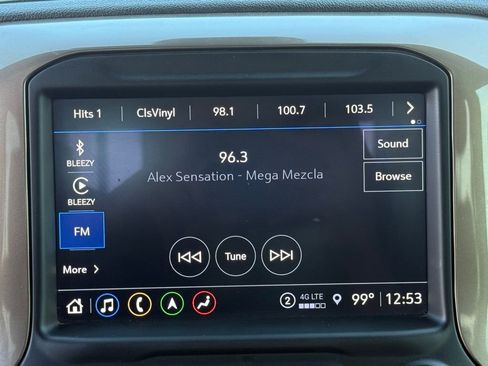 Hits 1 ClsVinyl 98.1 100.7 103.5
BLEEZY
96.3
Alex Sensation - Mega Mezcla
Sound
Browse
BLEEZY
FM
More
Tune
2 4G LTE 99° 12:53